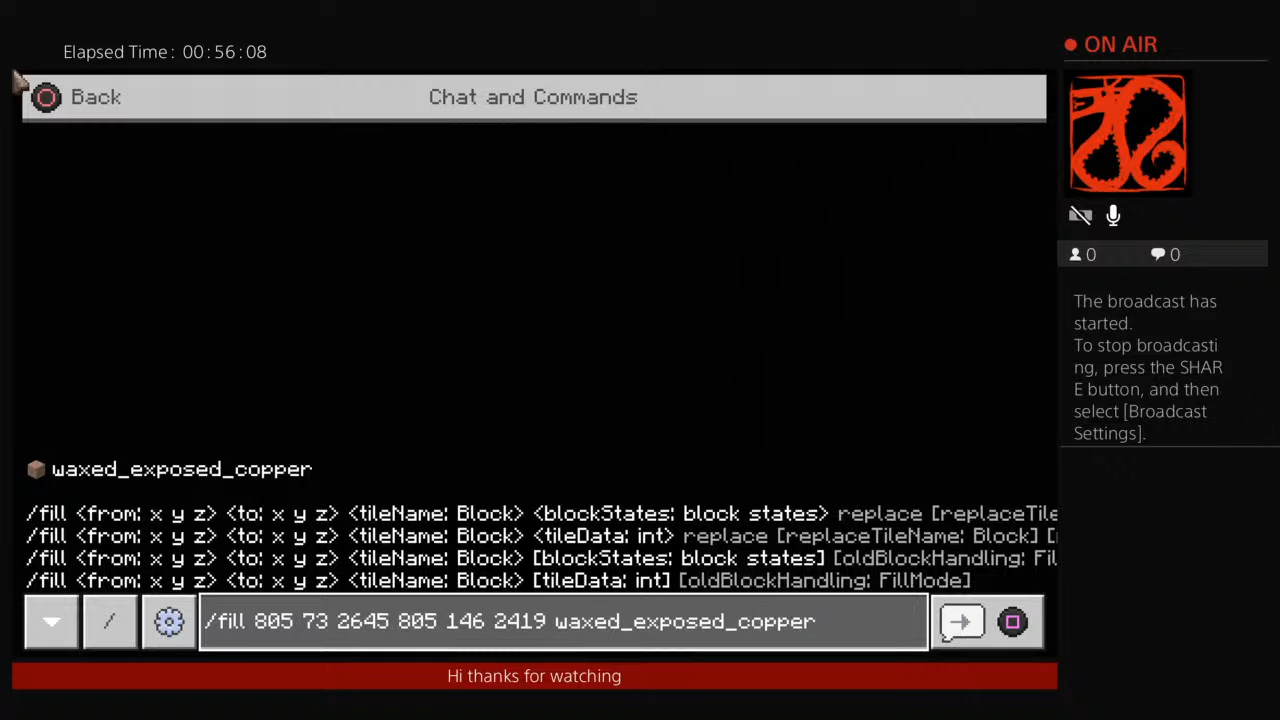 Elapsed Time: 00:56:08
ON AIR
Back
Chat and Commands
0
0
The broadcast has
started.
To stop broadcasti
ng, press the SHAR
E button, and then
select [Broadcast
Settings].
waxed_exposed_copper
/fill <from: x y z> <to: x y z> <tileName: Block> <blockStates: block states> replace [replaceTile
/fill <from: x y z> <to: x y z> <tileName: Block> <tileData: int> replace [replaceTileName: Block] [
/fill <from: x y z> <to: x y z> <tileName: Block> [blockStates: block states] [oldBlockHandling: Fil
/fill <from: x y z> <to: x y z> <tileName: Block> [tileData: int] [oldBlockHandling: FillMode]
/
/fill 805 73 2645 805 146 2419 waxed_exposed_copper
Hi thanks for watching